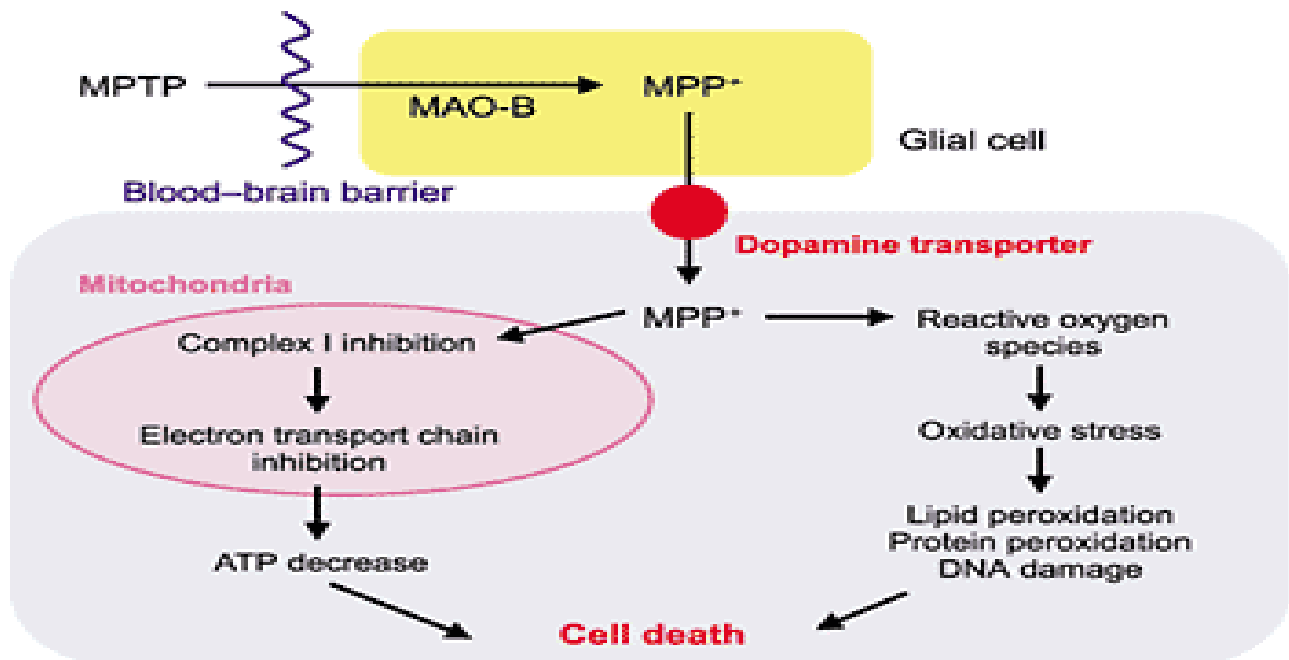 MPTP
MAO-B
MPP+
Glial cell
Blood–brain barrier
Dopamine transporter
Mitochondria
MPP+
Complex I inhibition
Reactive oxygen
species
Electron transport chain
inhibition
Oxidative stress
ATP decrease
Lipid peroxidation
Protein peroxidation
DNA damage
Cell death